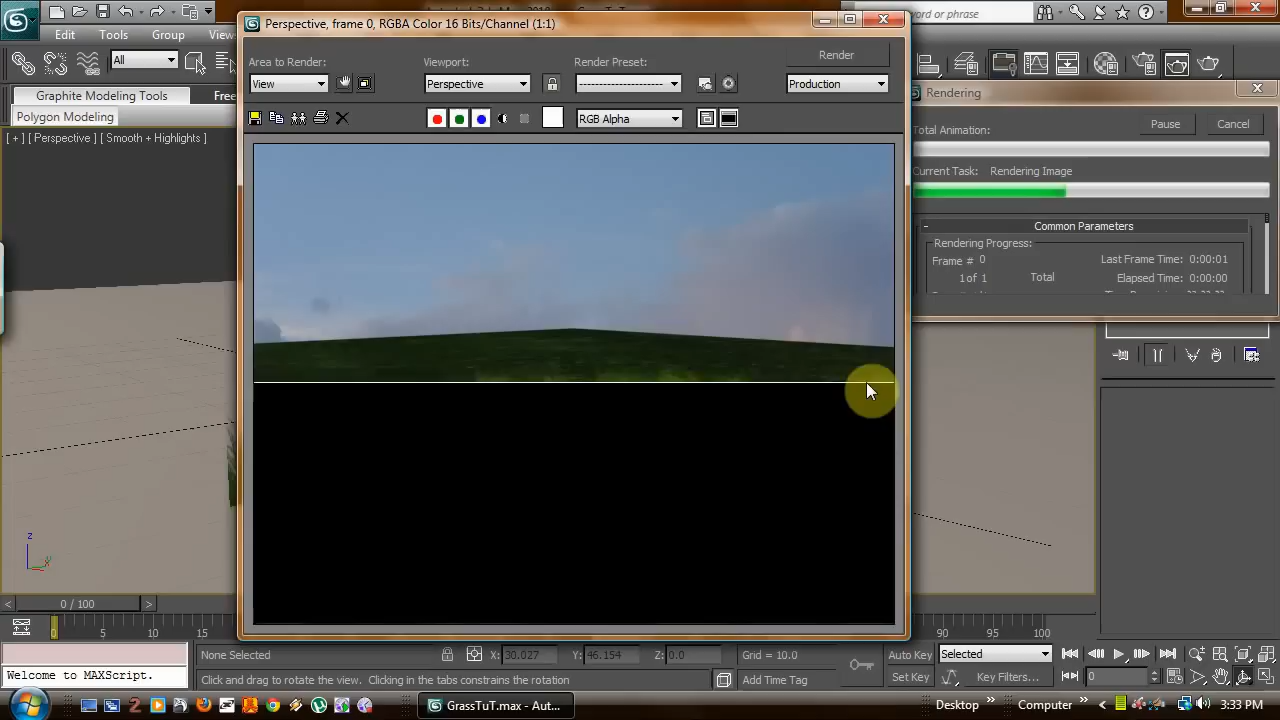 Perspective, frame 0, RGBA Color 16 Bits/Channel (1:1)
word or phrase
Edit Tools Group Views
All
Graphite Modeling Tools Free
Polygon Modeling
[ + ] [ Perspective ] [ Smooth + Highlights ]
Area to Render: Viewport: Render Preset: Render
View Perspective Production
RGB Alpha
Rendering
Total Animation: Pause Cancel
Current Task: Rendering Image
- Common Parameters
Rendering Progress:
Frame # 0 Last Frame Time: 0:00:01
1 of 1 Total Elapsed Time: 0:00:00
z
< 0 / 100 >
0 5 10 15 90 95 100
None Selected X: 30.027 Y: 46.154 Z: 0.0 Grid = 10.0 Auto Key Selected
Welcome to MAXScript. Click and drag to rotate the view. Clicking in the tabs constrains the rotation Add Time Tag Set Key Key Filters... 0
GrassTuT.max - Aut... Desktop Computer 3:33 PM